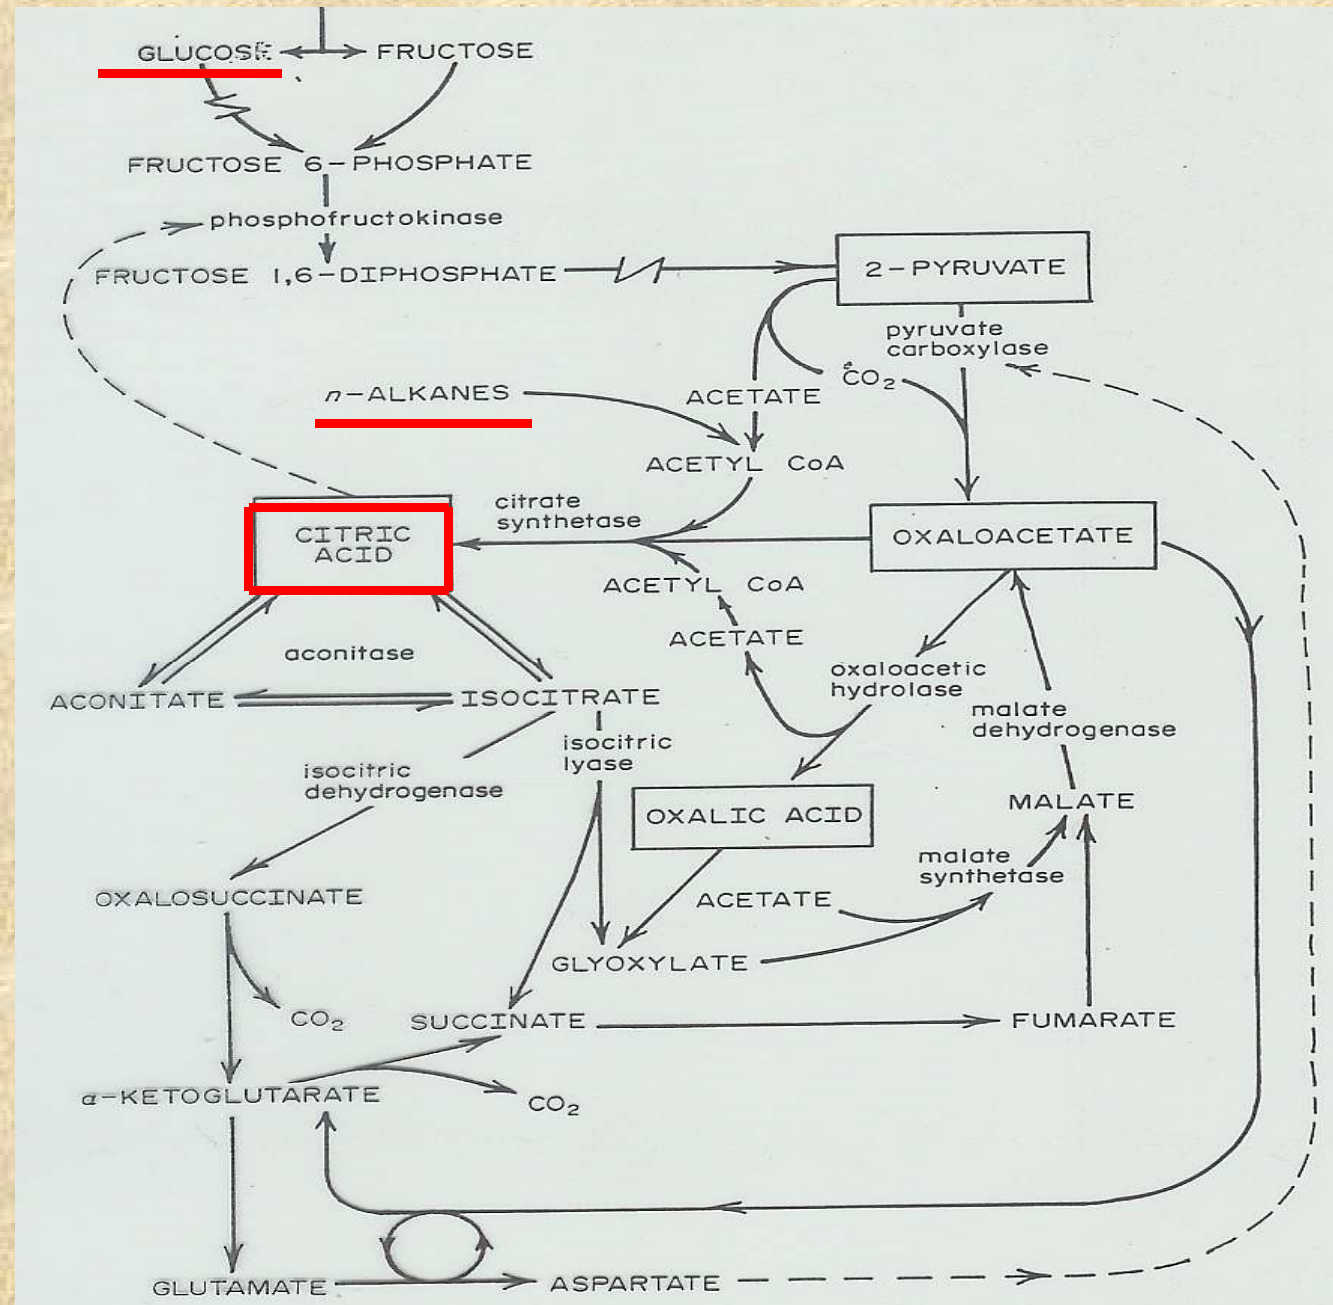 GLUCOSE
FRUCTOSE
FRUCTOSE 6-PHOSPHATE
phosphofructokinase
FRUCTOSE 1,6-DIPHOSPHATE
2-PYRUVATE
pyruvate
carboxylase
CO2
n-ALKANES
ACETATE
ACETYL CoA
citrate
synthetase
CITRIC
ACID
OXALOACETATE
ACETYL CoA
ACETATE
aconitase
oxaloacetic
hydrolase
ACONITATE
ISOCITRATE
malate
dehydrogenase
isocitric
lyase
isocitric
dehydrogenase
OXALIC ACID
MALATE
malate
synthetase
OXALOSUCCINATE
ACETATE
GLYOXYLATE
CO2
SUCCINATE
FUMARATE
α-KETOGLUTARATE
CO2
GLUTAMATE
ASPARTATE